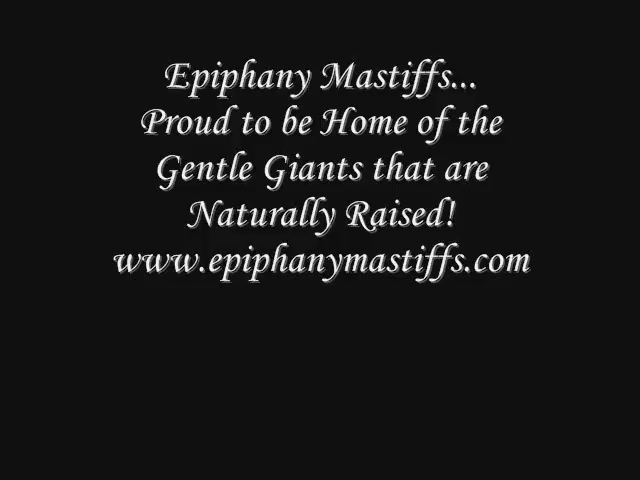 Epiphany Mastiffs...
Proud to be Home of the
Gentle Giants that are
Naturally Raised!
www.epiphanymastiffs.com